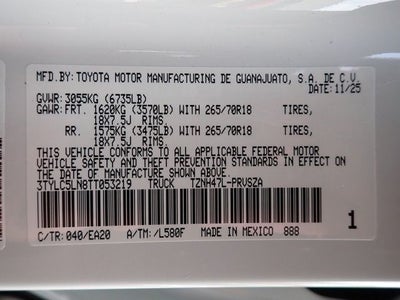 MFD.BY: TOYOTA MOTOR MANUFACTURING DE GUANAJUATO, S.A. DE C.V.
DATE: 11/25
GVWR: 3055KG (6735LB)
GAWR: FRT. 1620KG (3570LB) WITH 265/70R18 TIRES,
18X7.5J RIMS.
RR. 1575KG (3475LB) WITH 265/70R18 TIRES,
18X7.5J RIMS.
THIS VEHICLE CONFORMS TO ALL APPLICABLE FEDERAL MOTOR
VEHICLE SAFETY AND THEFT PREVENTION STANDARDS IN EFFECT
ON THE DATE OF MANUFACTURE SHOWN ABOVE.
3TYLC5LN8TT053219 TRUCK TZNH47L-PRVSZA
1
C/TR: 040/EA20 A/TM: /L580F MADE IN MEXICO 888